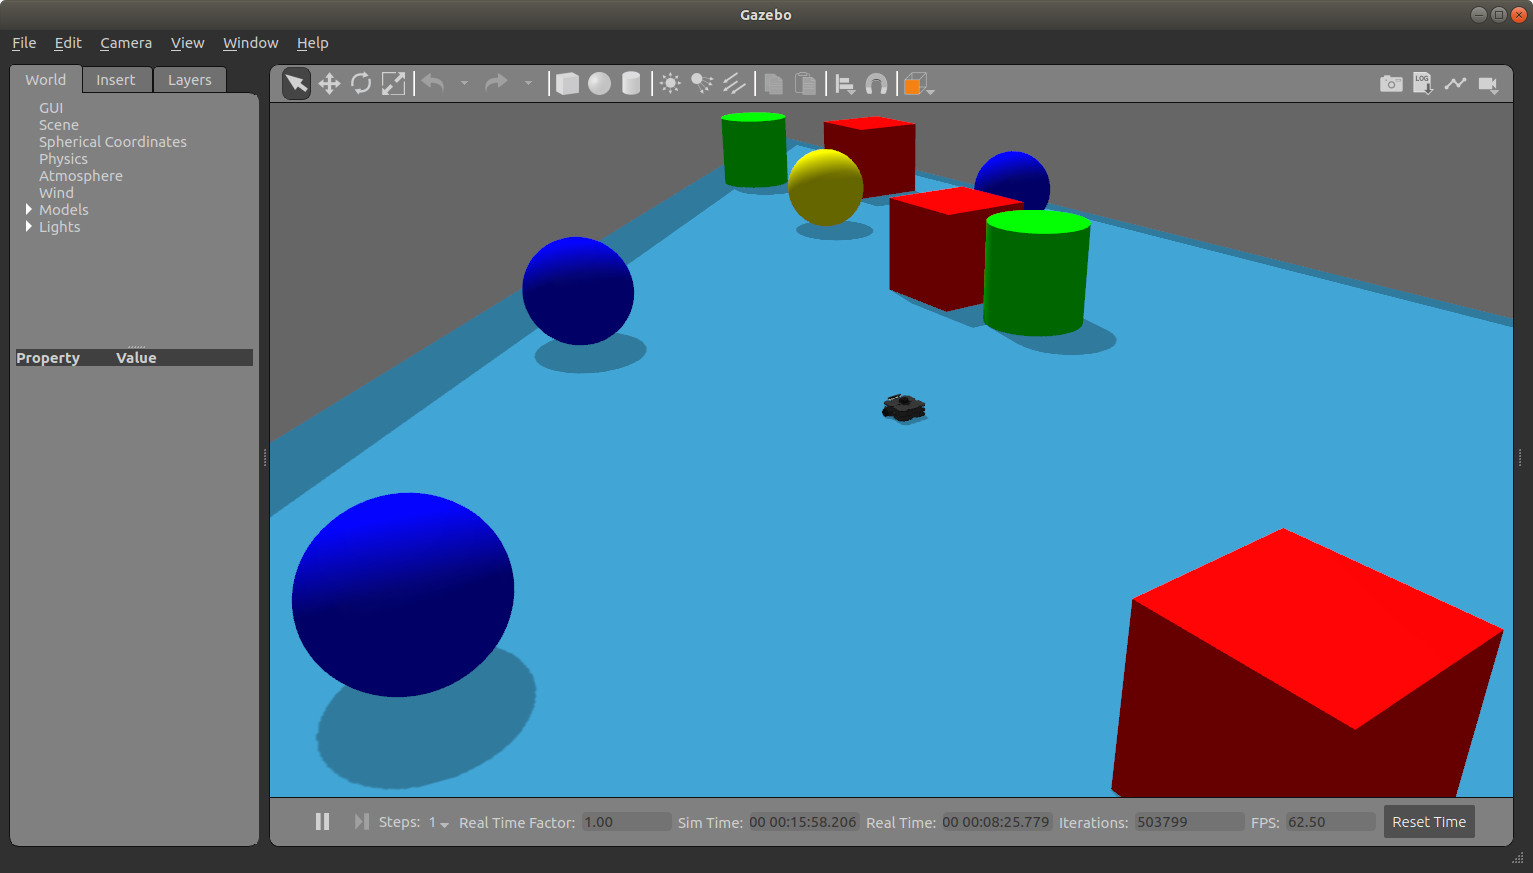 Gazebo
File Edit Camera View Window Help
World Insert Layers
LOG
GUI
Scene
Spherical Coordinates
Physics
Atmosphere
Wind
Models
Lights
Property Value
Steps: 1 Real Time Factor: 1.00 Sim Time: 00 00:15:58.206 Real Time: 00 00:08:25.779 Iterations: 503799 FPS: 62.50 Reset Time